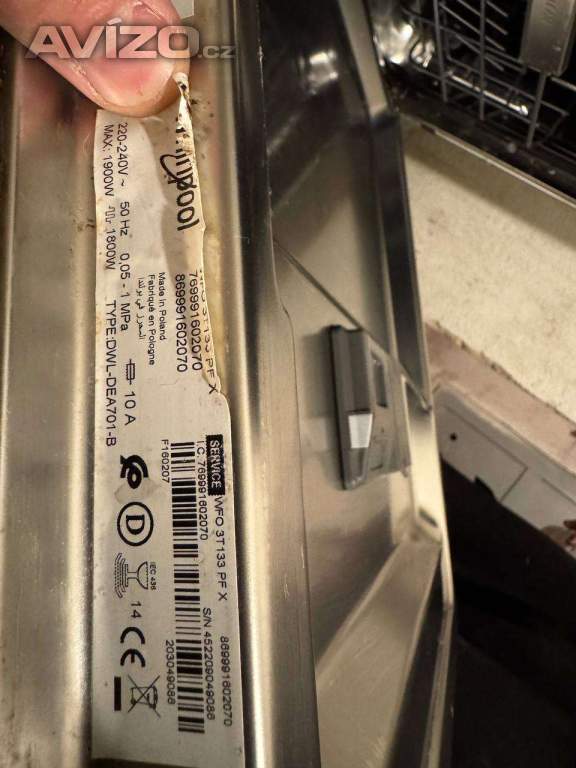 AVÍZO.cz
Whirlpool
WFO 3T133 PF X
769991602070
869991602070
Made in Poland
Fabriqué en Pologne
220-240V ~ 50 Hz 0,05 - 1 MPa 10 A
MAX: 1900W 1800W TYPE:DWL-DEA701-B
SERVICE WFO 3T133 PF X 869991602070
I.C: 769991602070 S/N 452209049086
F160207 203049086
D
IEC 436
14
CE